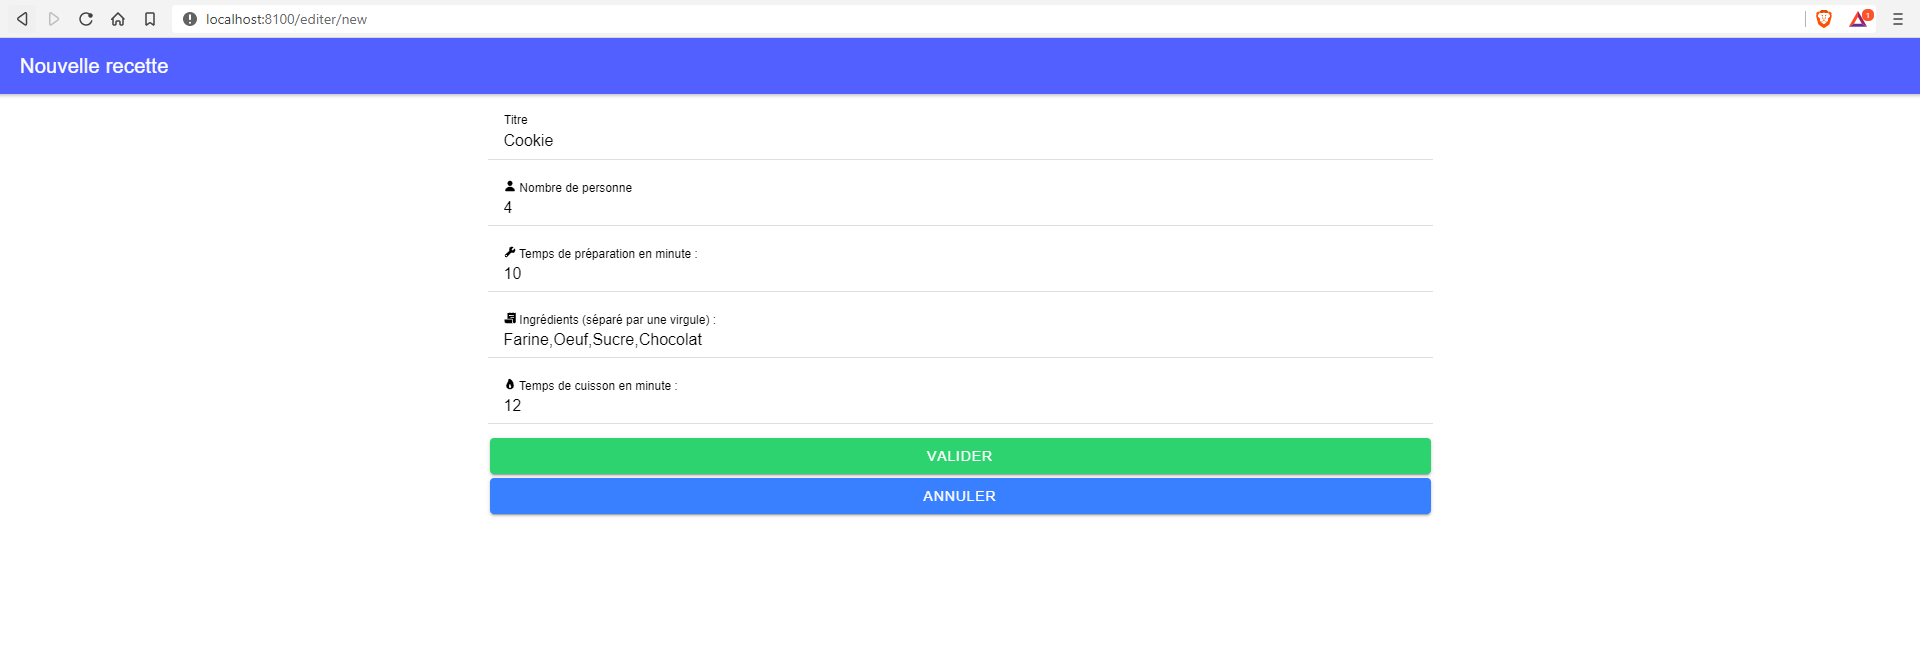 localhost:8100/editer/new
1
Nouvelle recette
Titre
Cookie
Nombre de personne
4
Temps de préparation en minute :
10
Ingrédients (séparé par une virgule) :
Farine,Oeuf,Sucre,Chocolat
Temps de cuisson en minute :
12
VALIDER
ANNULER